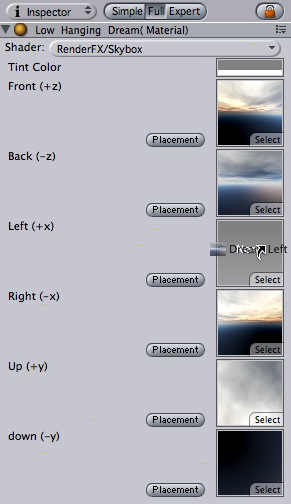 Inspector
Simple Full Expert
Low Hanging Dream( Material)
Shader: RenderFX/Skybox
Tint Color
Front (+z)
Placement Select
Back (-z)
Placement Select
Left (+x)
Left
Placement Select
Right (-x)
Placement Select
Up (+y)
Placement Select
down (-y)
Placement Select